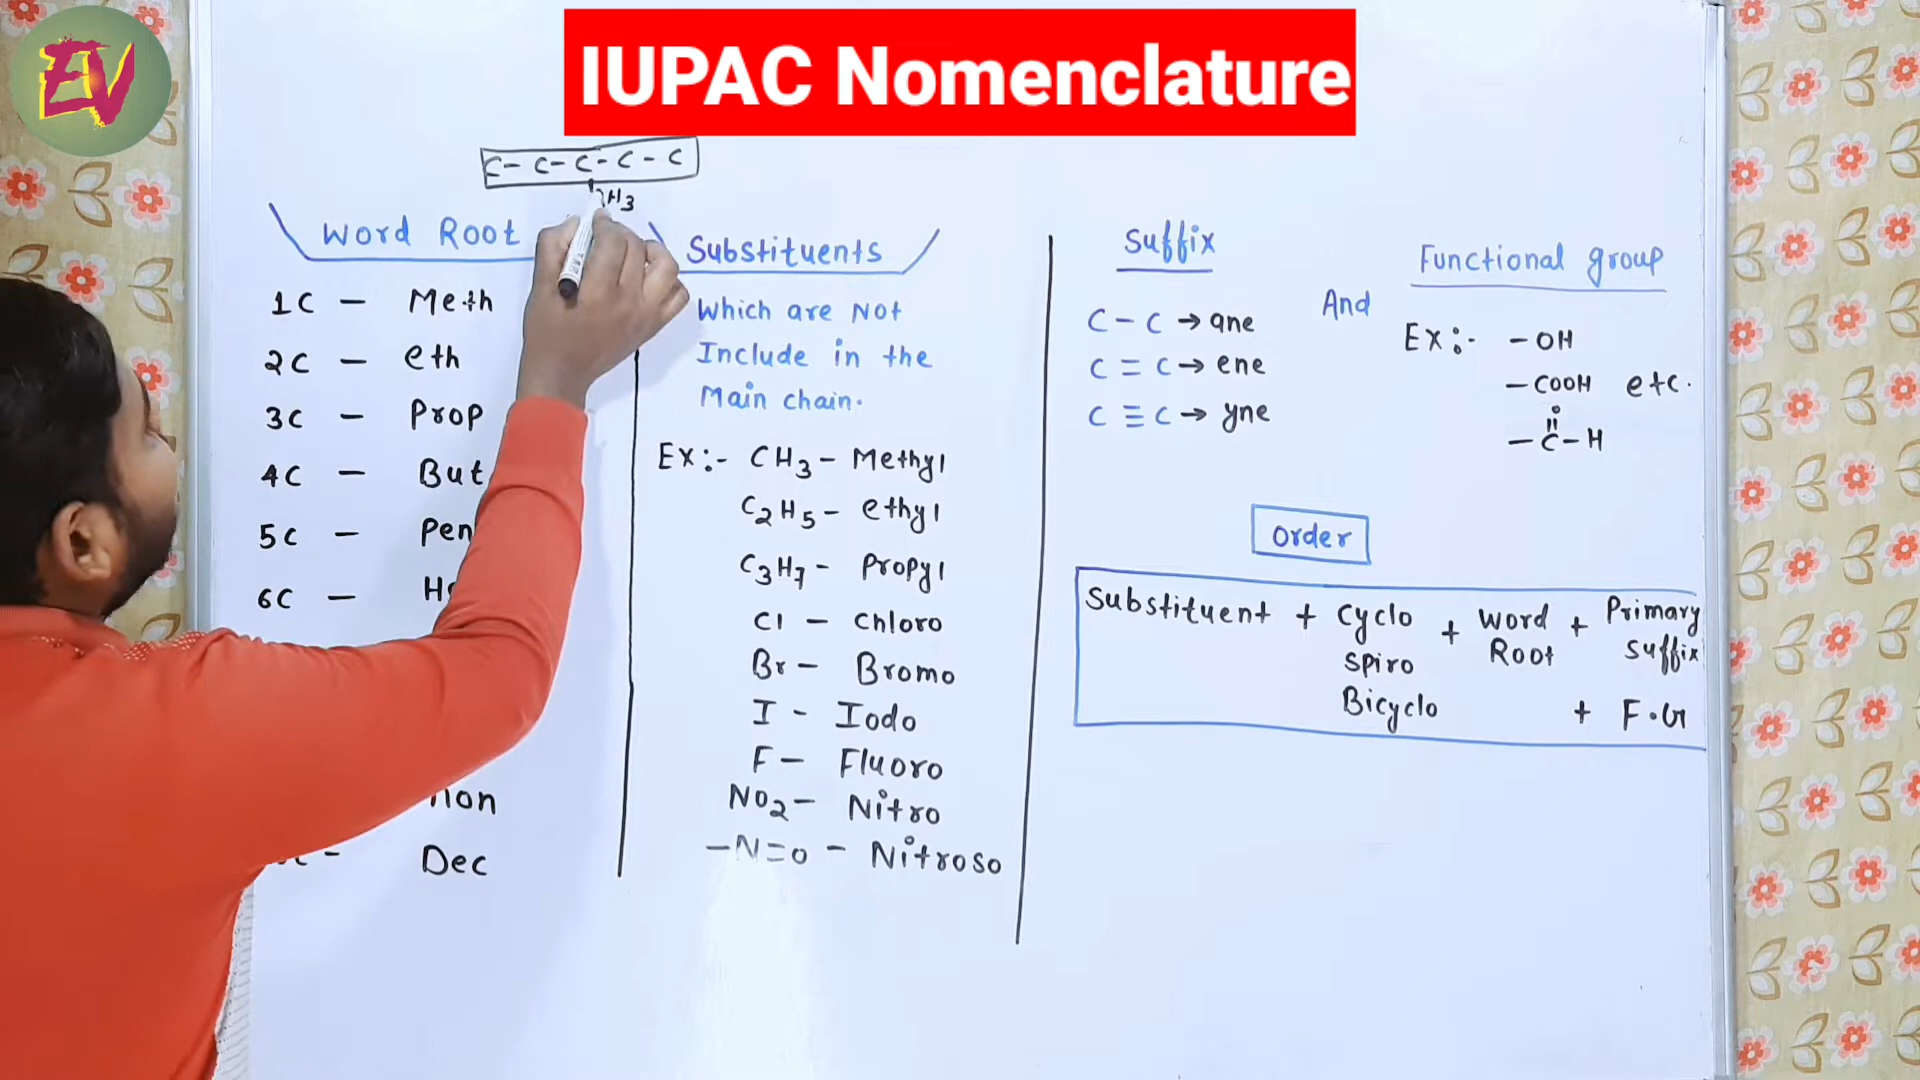 EV
IUPAC Nomenclature
C - C - C - C - C
H3
Word Root
1C - Meth
2C - eth
3C - Prop
4C - But
5C - Pen
6C - H
non
Dec
Substituents
Which are Not
Include in the
Main chain.
Ex:- CH3 - Methyl
C2H5 - ethyl
C3H7 - Propyl
Cl - Chloro
Br - Bromo
I - Iodo
F - Fluoro
NO2 - Nitro
-N=O - Nitroso
Suffix
C - C → ane
C = C → ene
C ≡ C → yne
And
Functional group
Ex:- -OH
-COOH etc.
O
=
-C-H
Order
Substituent + Cyclo + Word + Primary
Spiro Root Suffix
Bicyclo + F.G